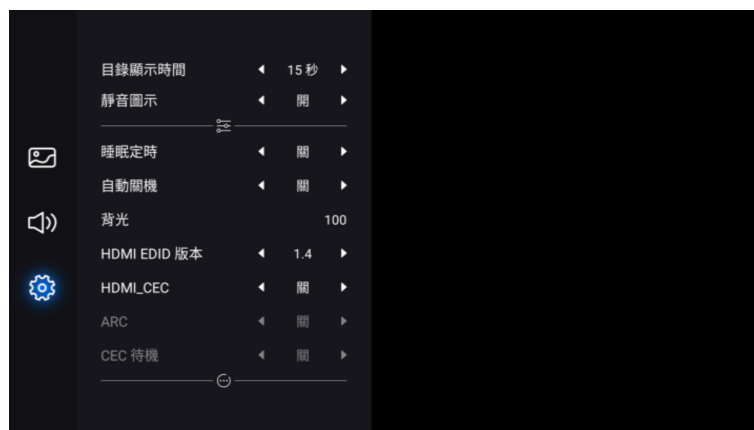 目錄顯示時間 15 秒
靜音圖示 開
睡眠定時 關
自動關機 關
背光 100
HDMI EDID 版本 1.4
HDMI_CEC 關
ARC 關
CEC 待機 關